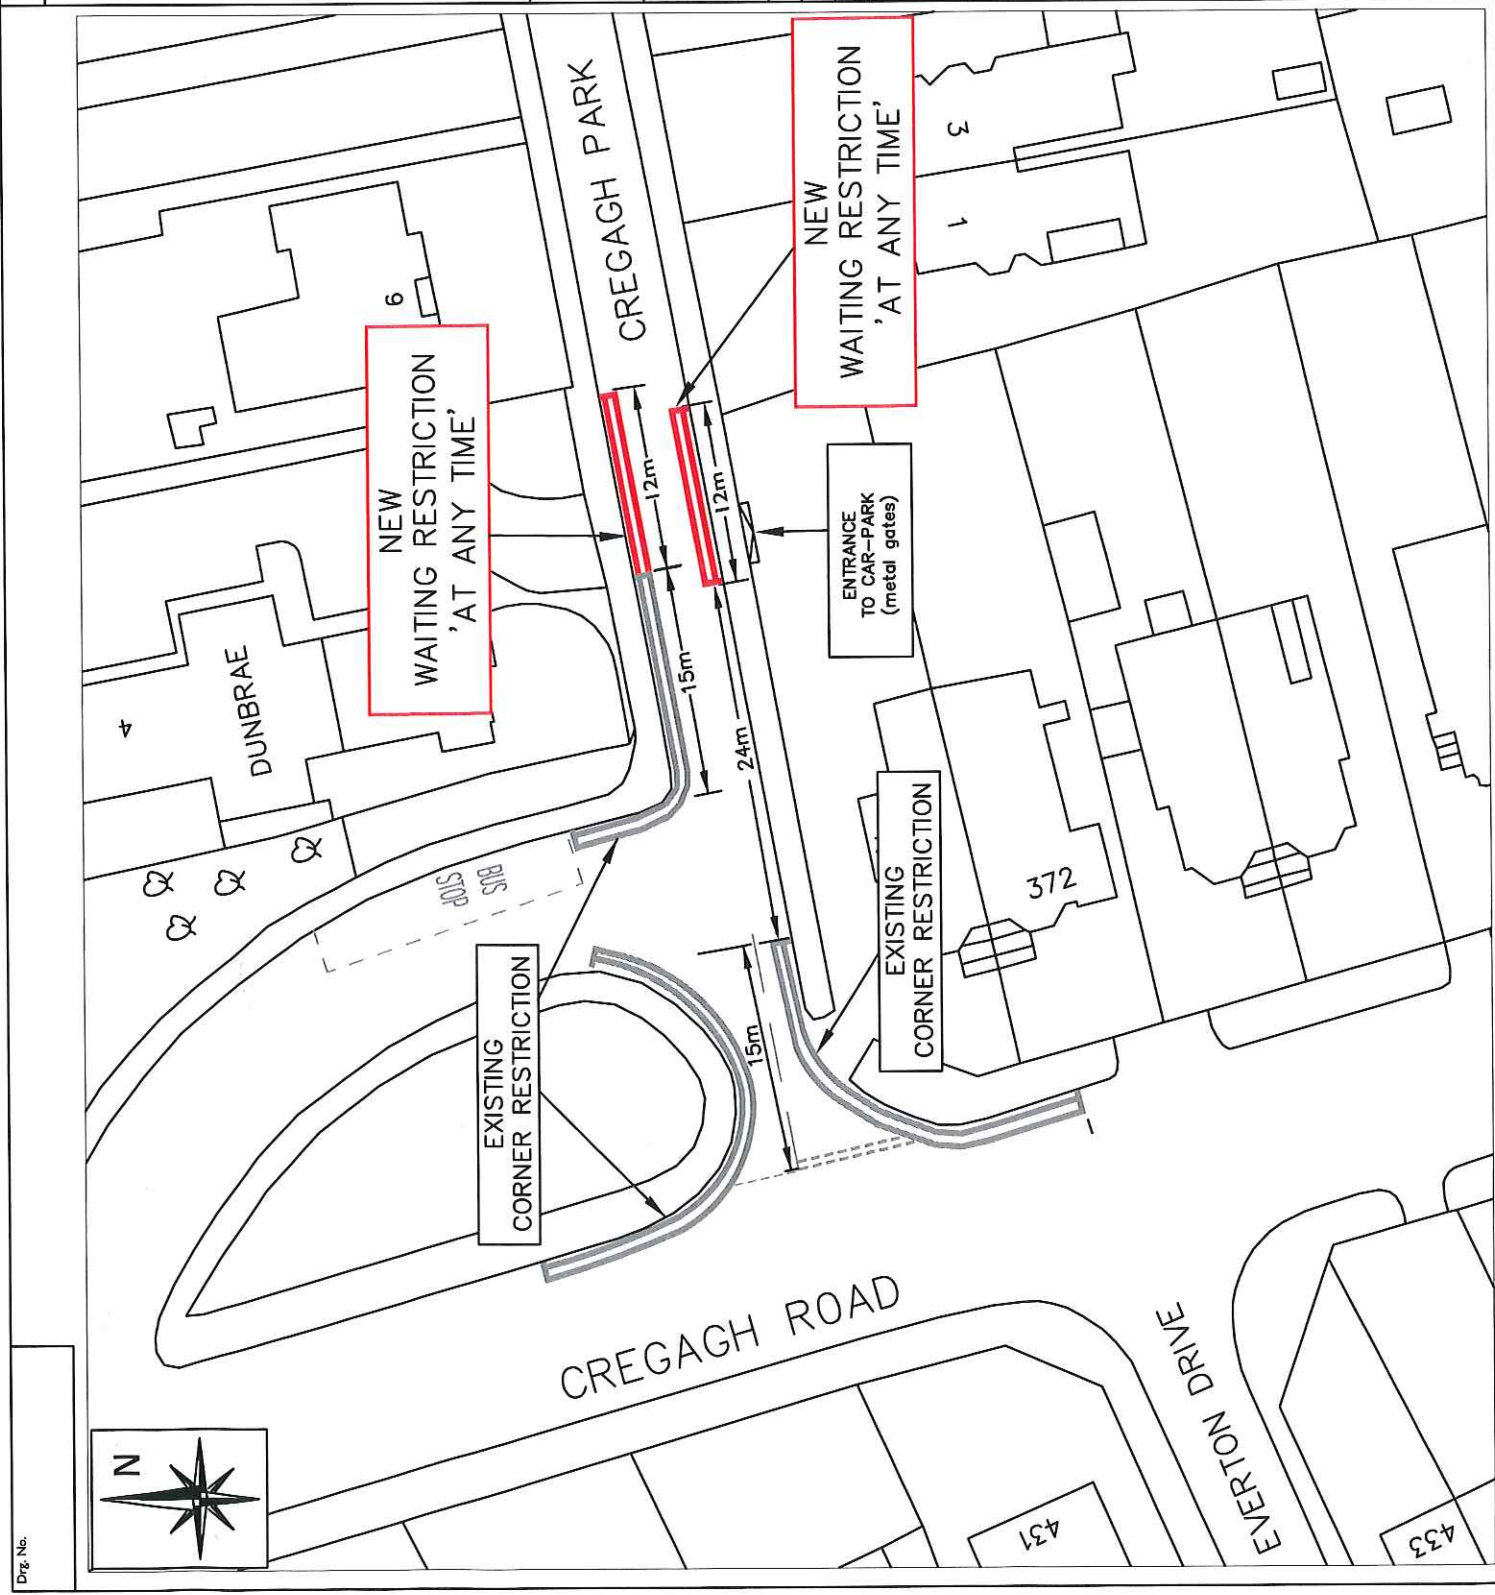 Drg. No.
N
CREGAGH PARK
NEW
WAITING RESTRICTION
'AT ANY TIME'
NEW
WAITING RESTRICTION
'AT ANY TIME'
3
1
6
4
DUNBRAE
12m
12m
15m
24m
ENTRANCE
TO CAR-PARK
(metal gates)
BUS
STOP
EXISTING
CORNER RESTRICTION
EXISTING
CORNER RESTRICTION
15m
372
CREGAGH ROAD
EVERTON DRIVE
431
433